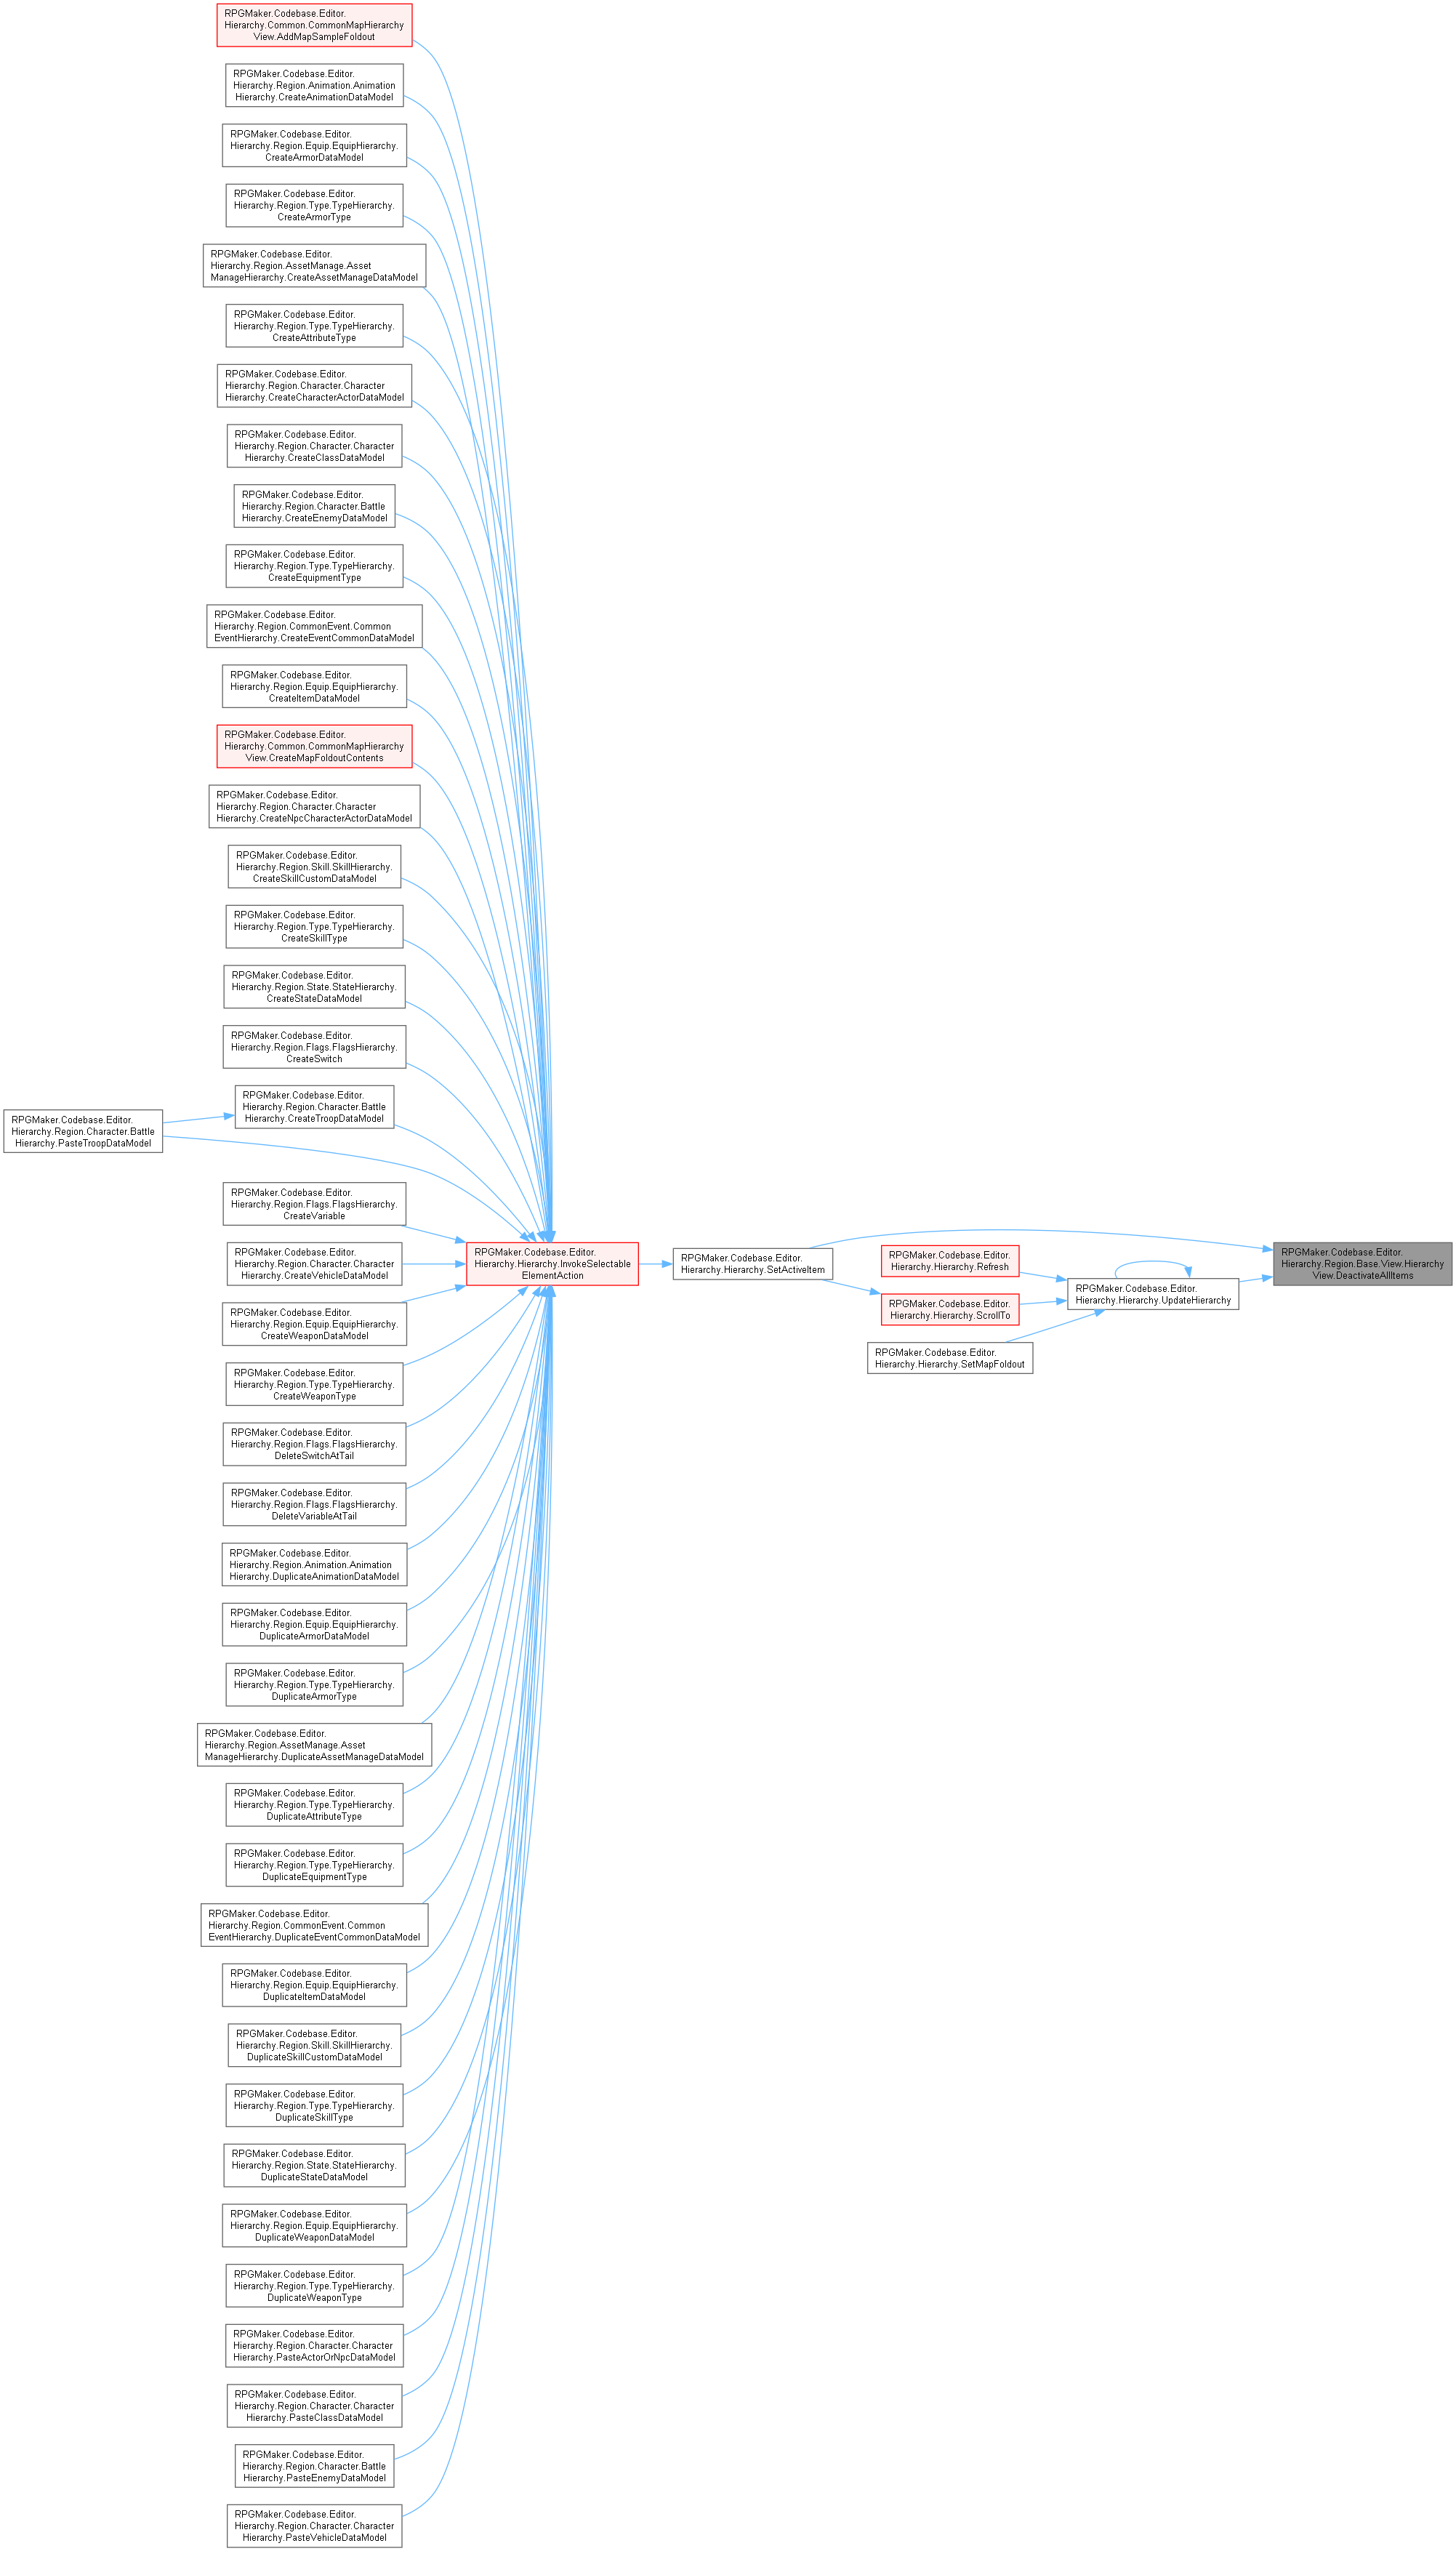 RPGMaker.Codebase.Editor.
Hierarchy.Common.CommonMapHierarchy
View.AddMapSampleFoldout
RPGMaker.Codebase.Editor.
Hierarchy.Region.Animation.Animation
Hierarchy.CreateAnimationDataModel
RPGMaker.Codebase.Editor.
Hierarchy.Region.Equip.EquipHierarchy.
CreateArmorDataModel
RPGMaker.Codebase.Editor.
Hierarchy.Region.Type.TypeHierarchy.
CreateArmorType
RPGMaker.Codebase.Editor.
Hierarchy.Region.AssetManage.Asset
ManageHierarchy.CreateAssetManageDataModel
RPGMaker.Codebase.Editor.
Hierarchy.Region.Type.TypeHierarchy.
CreateAttributeType
RPGMaker.Codebase.Editor.
Hierarchy.Region.Character.Character
Hierarchy.CreateCharacterActorDataModel
RPGMaker.Codebase.Editor.
Hierarchy.Region.Character.Character
Hierarchy.CreateClassDataModel
RPGMaker.Codebase.Editor.
Hierarchy.Region.Character.Battle
Hierarchy.CreateEnemyDataModel
RPGMaker.Codebase.Editor.
Hierarchy.Region.Type.TypeHierarchy.
CreateEquipmentType
RPGMaker.Codebase.Editor.
Hierarchy.Region.CommonEvent.Common
EventHierarchy.CreateEventCommonDataModel
RPGMaker.Codebase.Editor.
Hierarchy.Region.Equip.EquipHierarchy.
CreateItemDataModel
RPGMaker.Codebase.Editor.
Hierarchy.Common.CommonMapHierarchy
View.CreateMapFoldoutContents
RPGMaker.Codebase.Editor.
Hierarchy.Region.Character.Character
Hierarchy.CreateNpcCharacterActorDataModel
RPGMaker.Codebase.Editor.
Hierarchy.Region.Skill.SkillHierarchy.
CreateSkillCustomDataModel
RPGMaker.Codebase.Editor.
Hierarchy.Region.Type.TypeHierarchy.
CreateSkillType
RPGMaker.Codebase.Editor.
Hierarchy.Region.State.StateHierarchy.
CreateStateDataModel
RPGMaker.Codebase.Editor.
Hierarchy.Region.Flags.FlagsHierarchy.
CreateSwitch
RPGMaker.Codebase.Editor.
Hierarchy.Region.Character.Battle
Hierarchy.CreateTroopDataModel
RPGMaker.Codebase.Editor.
Hierarchy.Region.Character.Battle
Hierarchy.PasteTroopDataModel
RPGMaker.Codebase.Editor.
Hierarchy.Region.Flags.FlagsHierarchy.
CreateVariable
RPGMaker.Codebase.Editor.
Hierarchy.Region.Character.Character
Hierarchy.CreateVehicleDataModel
RPGMaker.Codebase.Editor.
Hierarchy.Hierarchy.InvokeSelectable
ElementAction
RPGMaker.Codebase.Editor.
Hierarchy.Hierarchy.SetActiveItem
RPGMaker.Codebase.Editor.
Hierarchy.Hierarchy.Refresh
RPGMaker.Codebase.Editor.
Hierarchy.Hierarchy.ScrollTo
RPGMaker.Codebase.Editor.
Hierarchy.Hierarchy.SetMapFoldout
RPGMaker.Codebase.Editor.
Hierarchy.Hierarchy.UpdateHierarchy
RPGMaker.Codebase.Editor.
Hierarchy.Region.Base.View.Hierarchy
View.DeactivateAllItems
RPGMaker.Codebase.Editor.
Hierarchy.Region.Equip.EquipHierarchy.
CreateWeaponDataModel
RPGMaker.Codebase.Editor.
Hierarchy.Region.Type.TypeHierarchy.
CreateWeaponType
RPGMaker.Codebase.Editor.
Hierarchy.Region.Flags.FlagsHierarchy.
DeleteSwitchAtTail
RPGMaker.Codebase.Editor.
Hierarchy.Region.Flags.FlagsHierarchy.
DeleteVariableAtTail
RPGMaker.Codebase.Editor.
Hierarchy.Region.Animation.Animation
Hierarchy.DuplicateAnimationDataModel
RPGMaker.Codebase.Editor.
Hierarchy.Region.Equip.EquipHierarchy.
DuplicateArmorDataModel
RPGMaker.Codebase.Editor.
Hierarchy.Region.Type.TypeHierarchy.
DuplicateArmorType
RPGMaker.Codebase.Editor.
Hierarchy.Region.AssetManage.Asset
ManageHierarchy.DuplicateAssetManageDataModel
RPGMaker.Codebase.Editor.
Hierarchy.Region.Type.TypeHierarchy.
DuplicateAttributeType
RPGMaker.Codebase.Editor.
Hierarchy.Region.Type.TypeHierarchy.
DuplicateEquipmentType
RPGMaker.Codebase.Editor.
Hierarchy.Region.CommonEvent.Common
EventHierarchy.DuplicateEventCommonDataModel
RPGMaker.Codebase.Editor.
Hierarchy.Region.Equip.EquipHierarchy.
DuplicateItemDataModel
RPGMaker.Codebase.Editor.
Hierarchy.Region.Skill.SkillHierarchy.
DuplicateSkillCustomDataModel
RPGMaker.Codebase.Editor.
Hierarchy.Region.Type.TypeHierarchy.
DuplicateSkillType
RPGMaker.Codebase.Editor.
Hierarchy.Region.State.StateHierarchy.
DuplicateStateDataModel
RPGMaker.Codebase.Editor.
Hierarchy.Region.Equip.EquipHierarchy.
DuplicateWeaponDataModel
RPGMaker.Codebase.Editor.
Hierarchy.Region.Type.TypeHierarchy.
DuplicateWeaponType
RPGMaker.Codebase.Editor.
Hierarchy.Region.Character.Character
Hierarchy.PasteActorOrNpcDataModel
RPGMaker.Codebase.Editor.
Hierarchy.Region.Character.Character
Hierarchy.PasteClassDataModel
RPGMaker.Codebase.Editor.
Hierarchy.Region.Character.Battle
Hierarchy.PasteEnemyDataModel
RPGMaker.Codebase.Editor.
Hierarchy.Region.Character.Character
Hierarchy.PasteVehicleDataModel